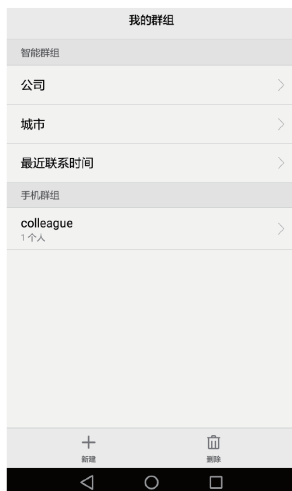 我的群组
智能群组
公司
城市
最近联系时间
手机群组
colleague
1 个人
新建
删除